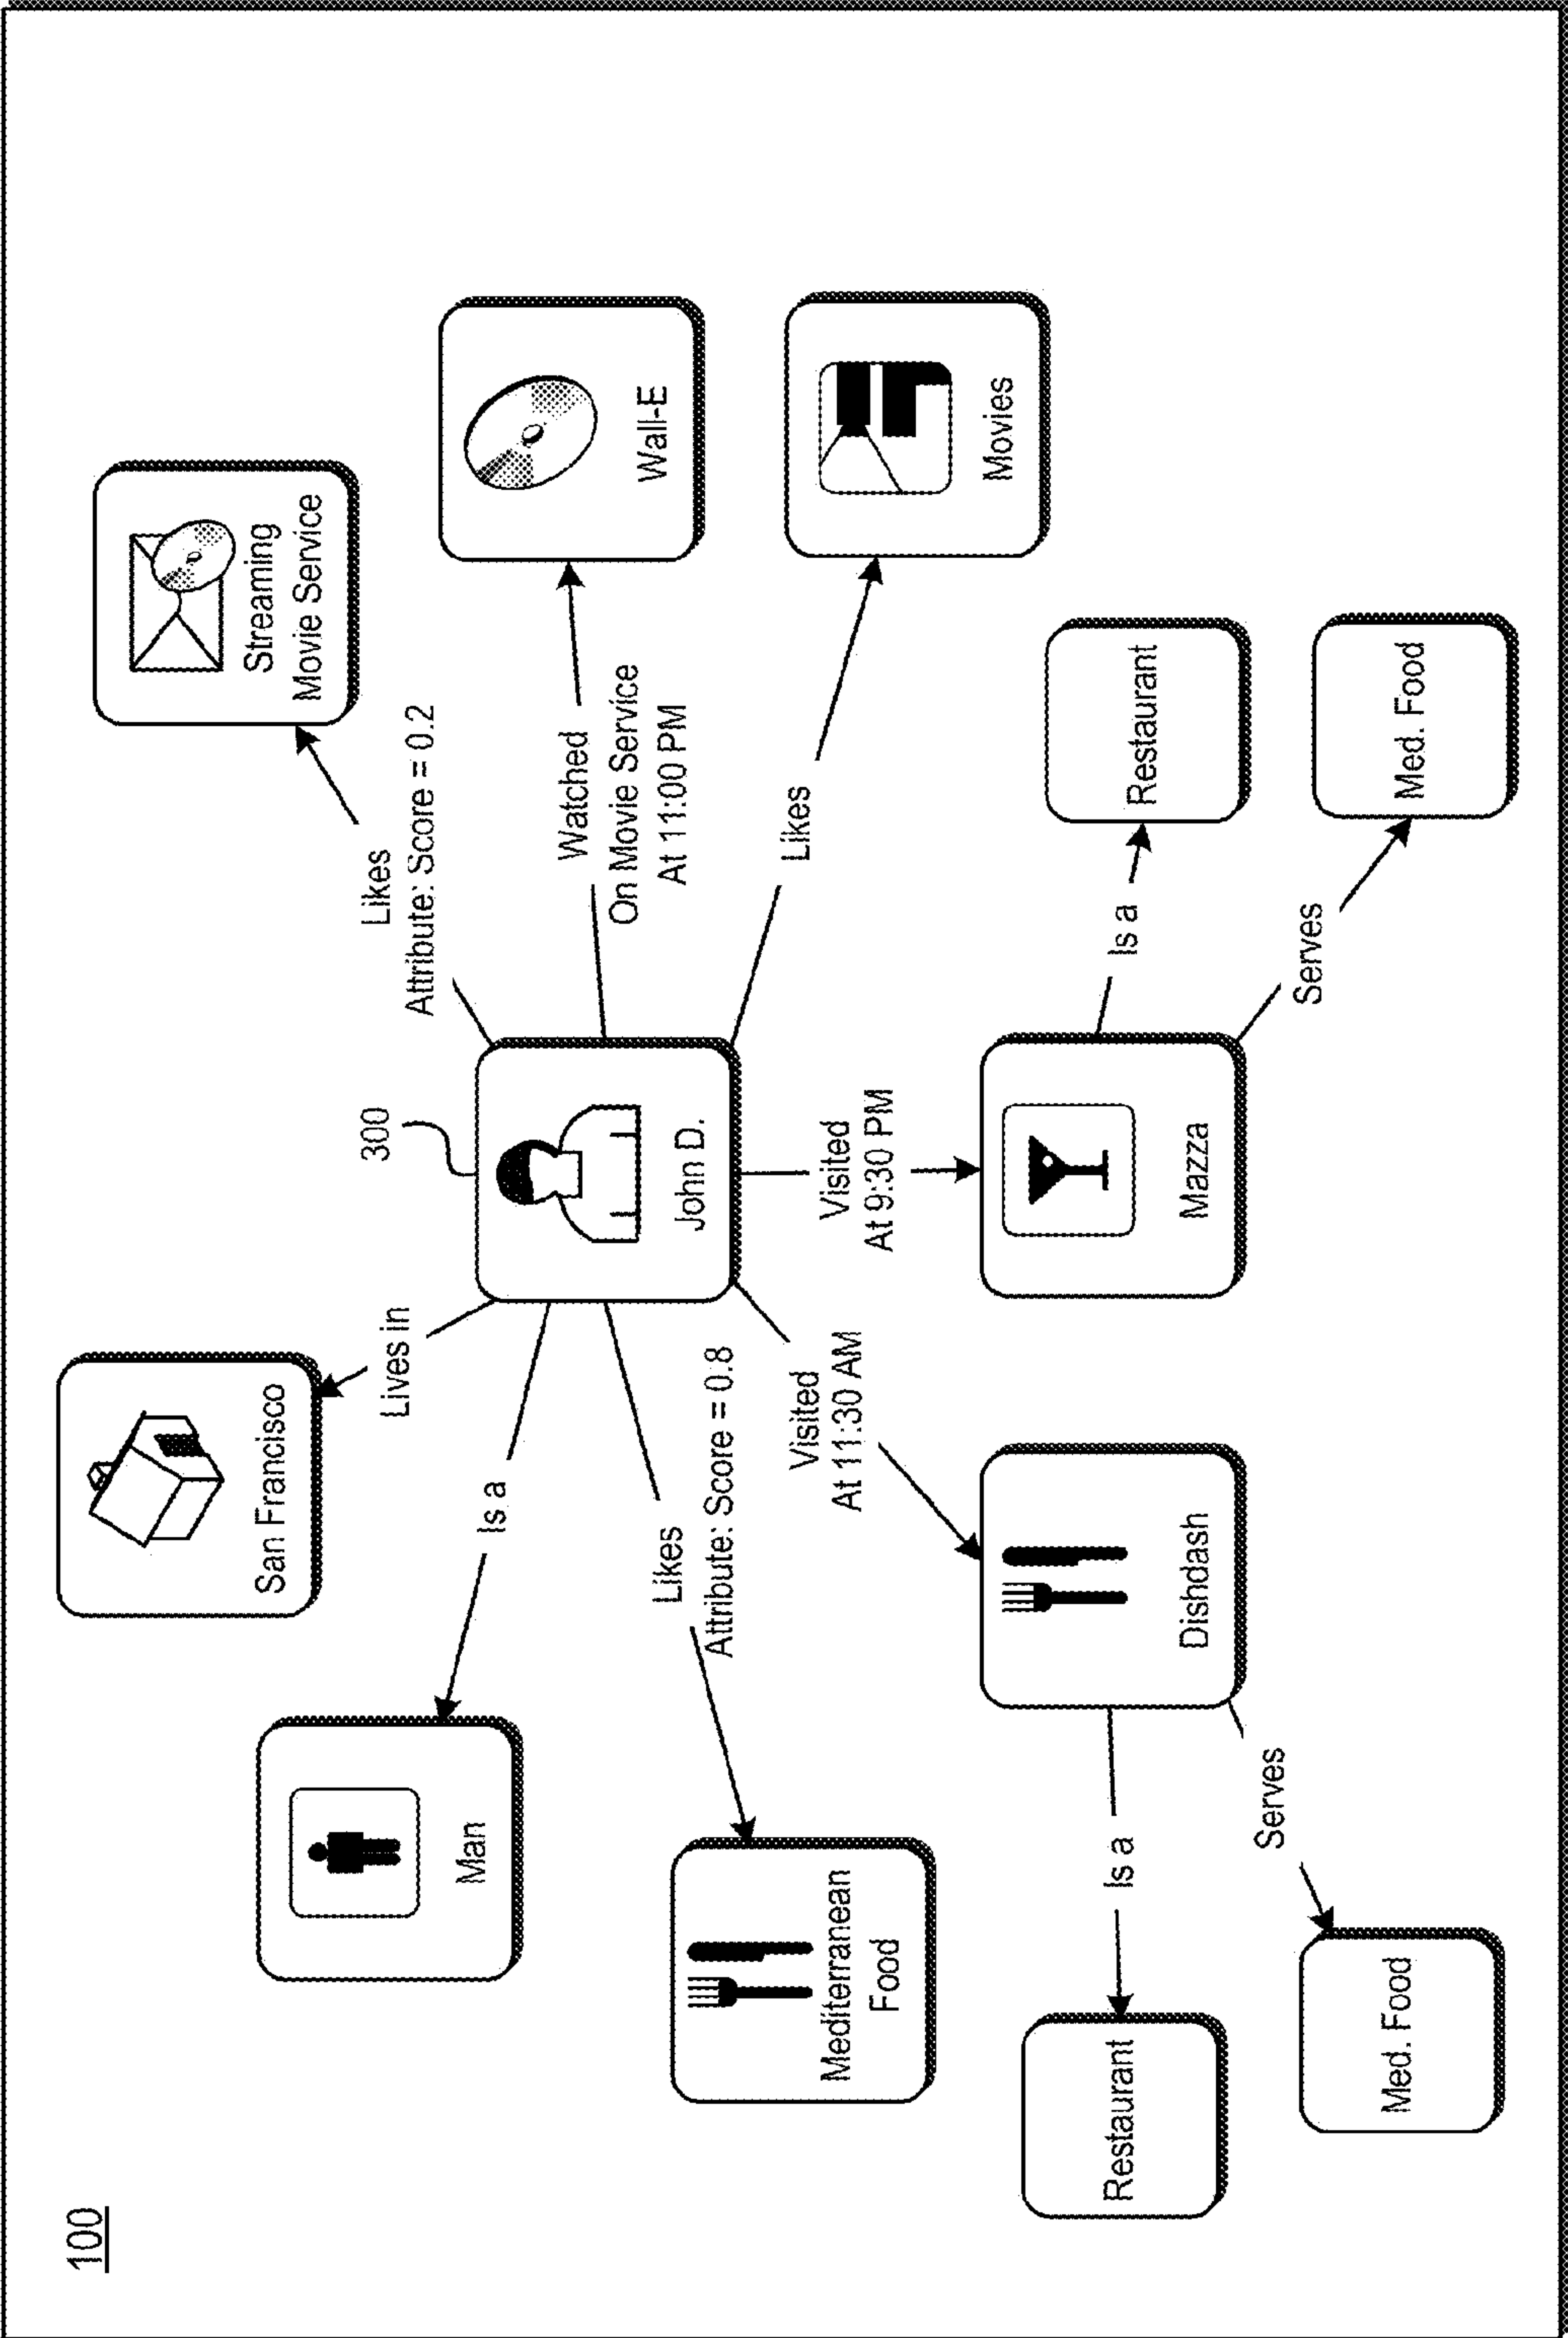 100
San Francisco
Lives in
300
Likes
Attribute: Score = 0.2
Streaming
Movie Service
Man
Is a
John D.
Watched
On Movie Service
At 11:00 PM
Wall-E
Mediterranean
Food
Likes
Attribute: Score = 0.8
Likes
Movies
Visited
At 11:30 AM
Visited
At 9:30 PM
Restaurant
Is a
Dishdash
Mazza
Is a
Restaurant
Med. Food
Serves
Serves
Med. Food